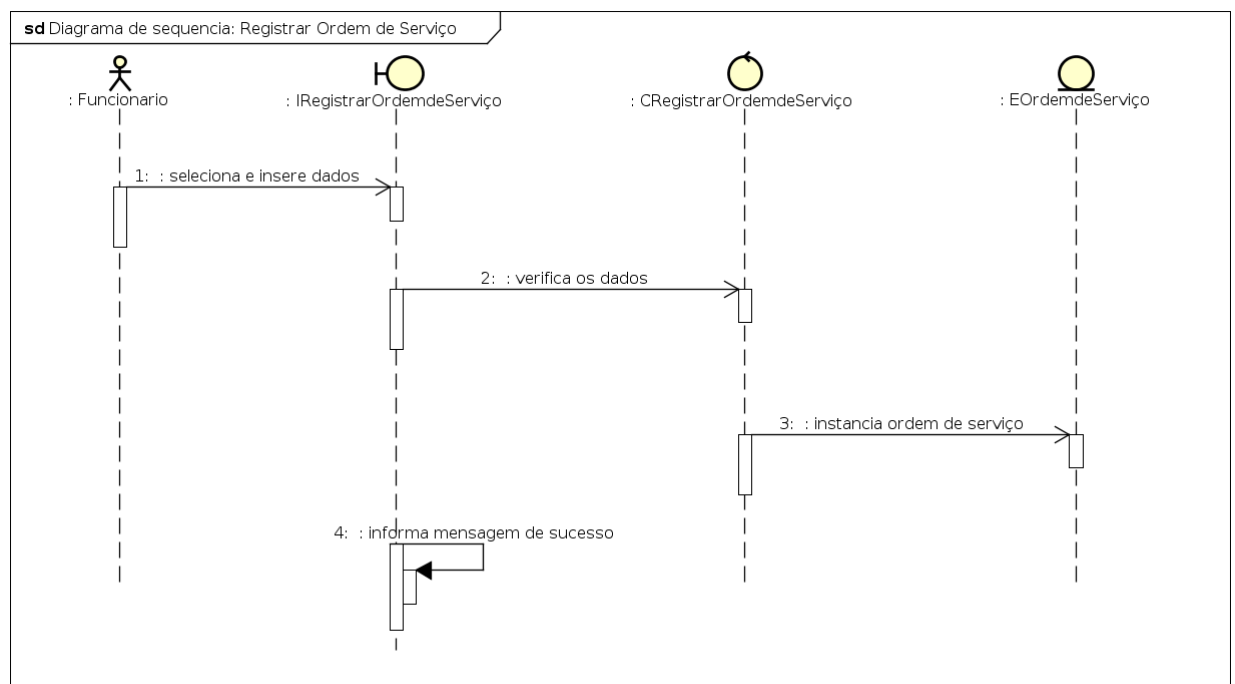 sd Diagrama de sequencia: Registrar Ordem de Serviço
: Funcionario
: IRegistrarOrdemdeServiço
: CRegistrarOrdemdeServiço
: EOrdemdeServiço
1: : seleciona e insere dados
2: : verifica os dados
3: : instancia ordem de serviço
4: : informa mensagem de sucesso